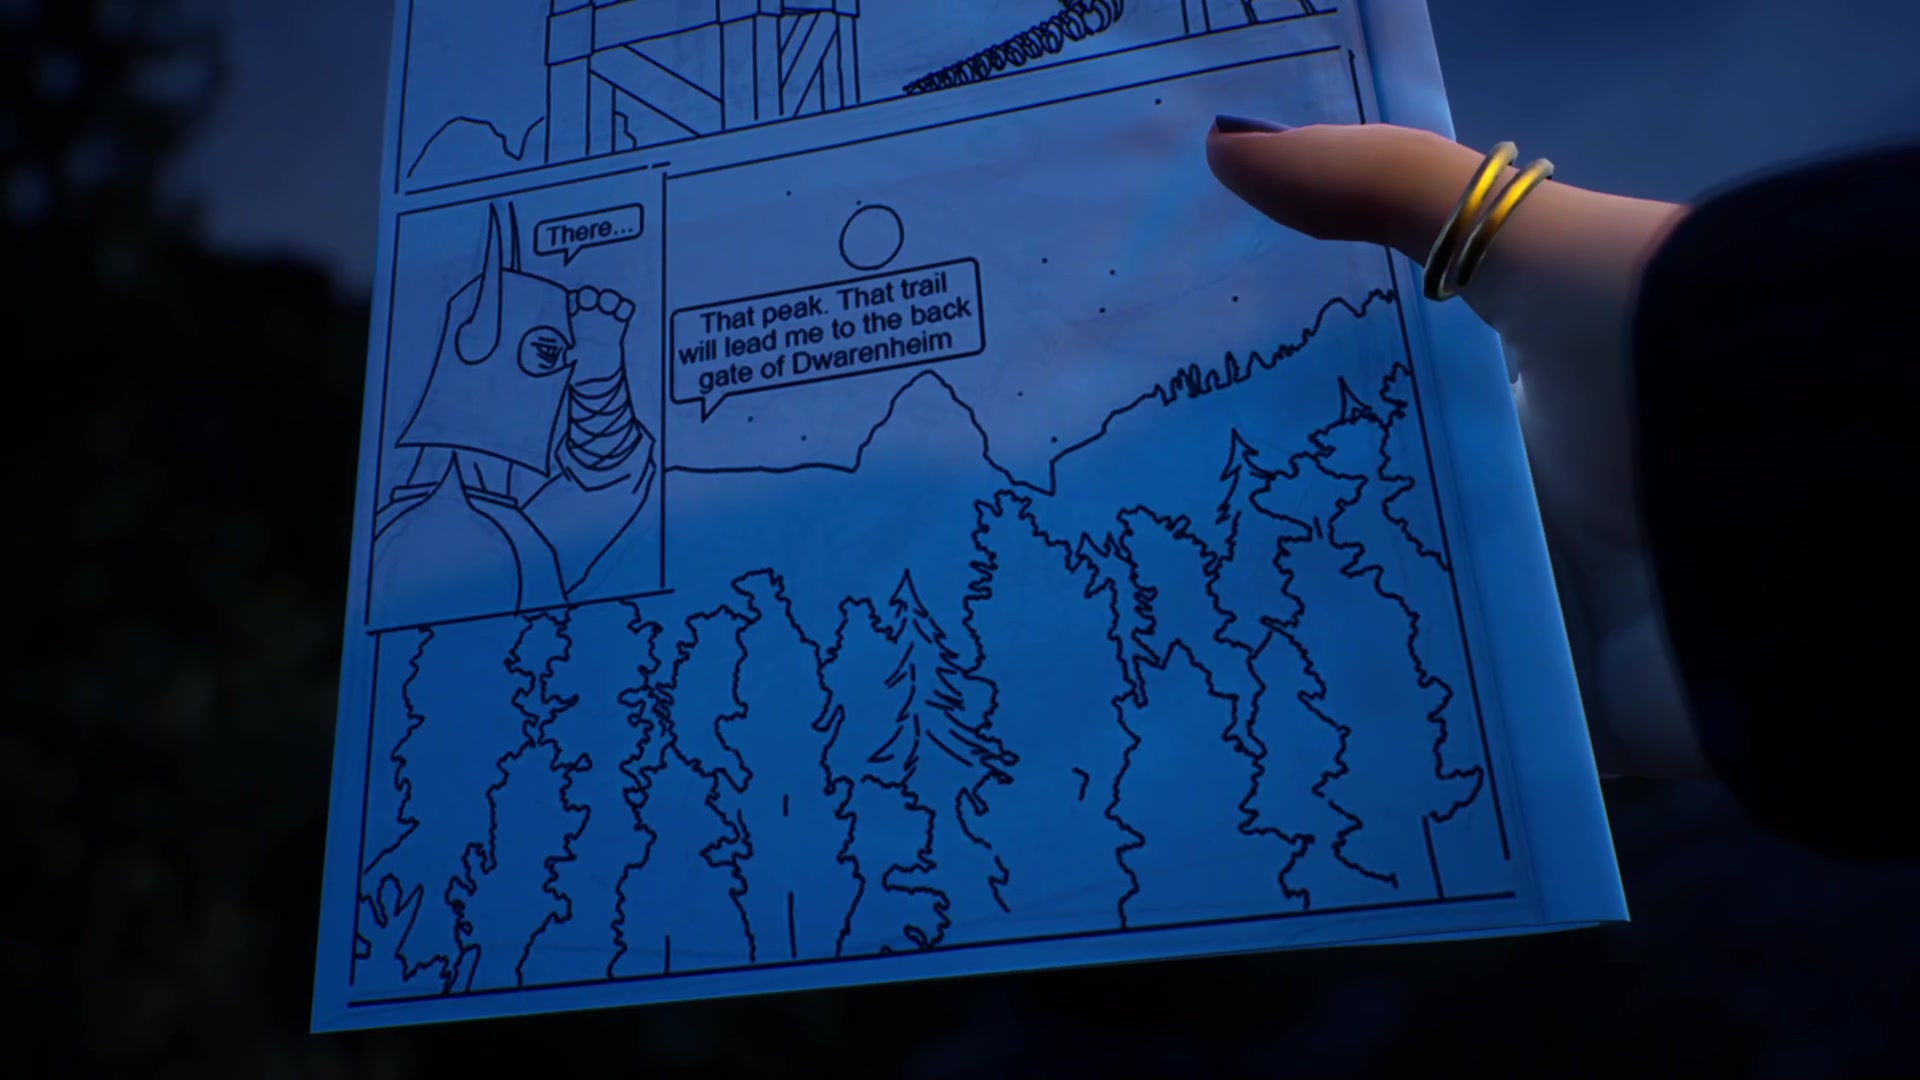 There...
That peak. That trail
will lead me to the back
gate of Dwarenheim